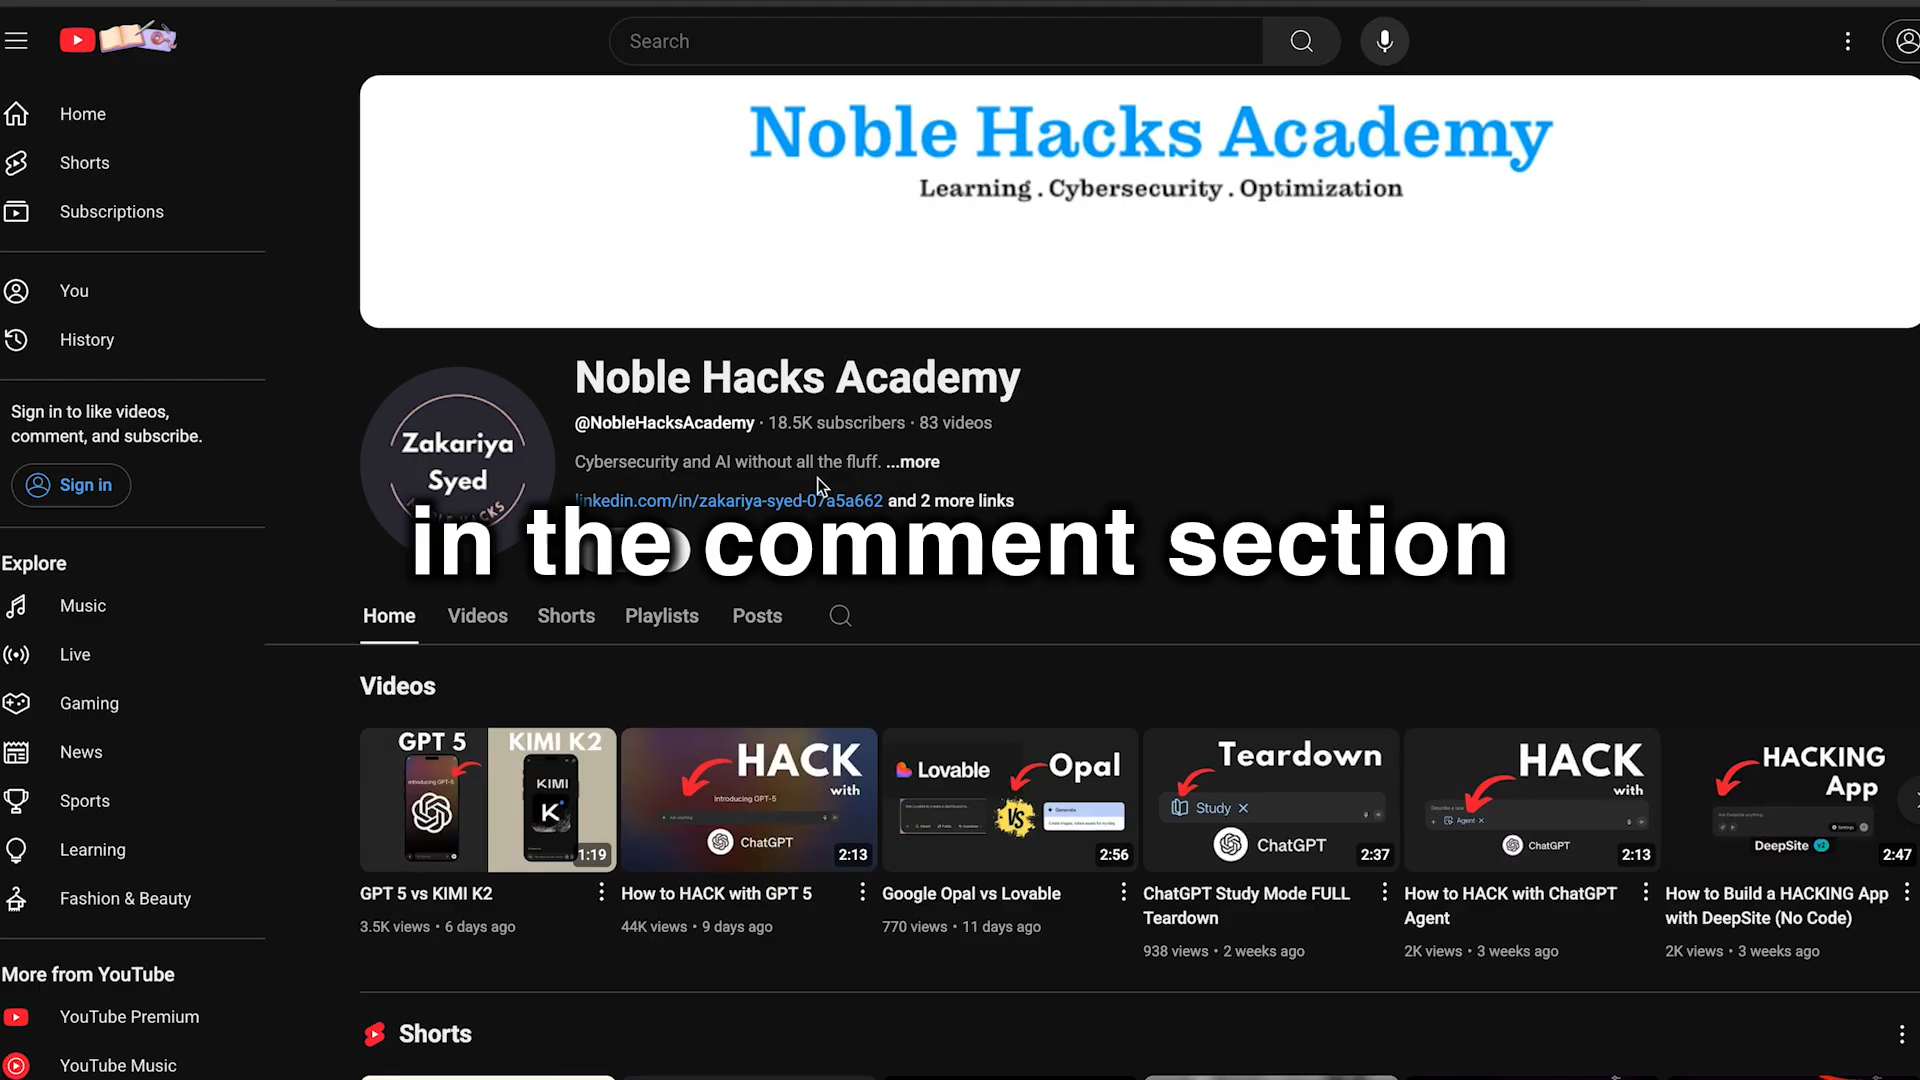 Search
Home
Shorts
Subscriptions
You
History
Sign in to like videos,
comment, and subscribe.
Sign in
Explore
Music
Live
Gaming
News
Sports
Learning
Fashion & Beauty
More from YouTube
YouTube Premium
YouTube Music
Noble Hacks Academy
Learning . Cybersecurity . Optimization
Zakariya
Syed
Noble Hacks Academy
@NobleHacksAcademy · 18.5K subscribers · 83 videos
Cybersecurity and AI without all the fluff. ...more
linkedin.com/in/zakariya-syed-07a5a662 and 2 more links
in the comment section
Home Videos Shorts Playlists Posts
Videos
GPT 5 KIMI K2
Introducing GPT-5
KIMI
K
1:19
GPT 5 vs KIMI K2
3.5K views • 6 days ago
HACK
with
Introducing GPT-5
ChatGPT
2:13
How to HACK with GPT 5
44K views • 9 days ago
Lovable
Opal
VS
2:56
Google Opal vs Lovable
770 views • 11 days ago
Teardown
Study ×
ChatGPT
2:37
ChatGPT Study Mode FULL
Teardown
938 views • 2 weeks ago
HACK
with
Agent ×
ChatGPT
2:13
How to HACK with ChatGPT
Agent
2K views • 3 weeks ago
HACKING
App
DeepSite v2
2:47
How to Build a HACKING App
with DeepSite (No Code)
2K views • 3 weeks ago
Shorts